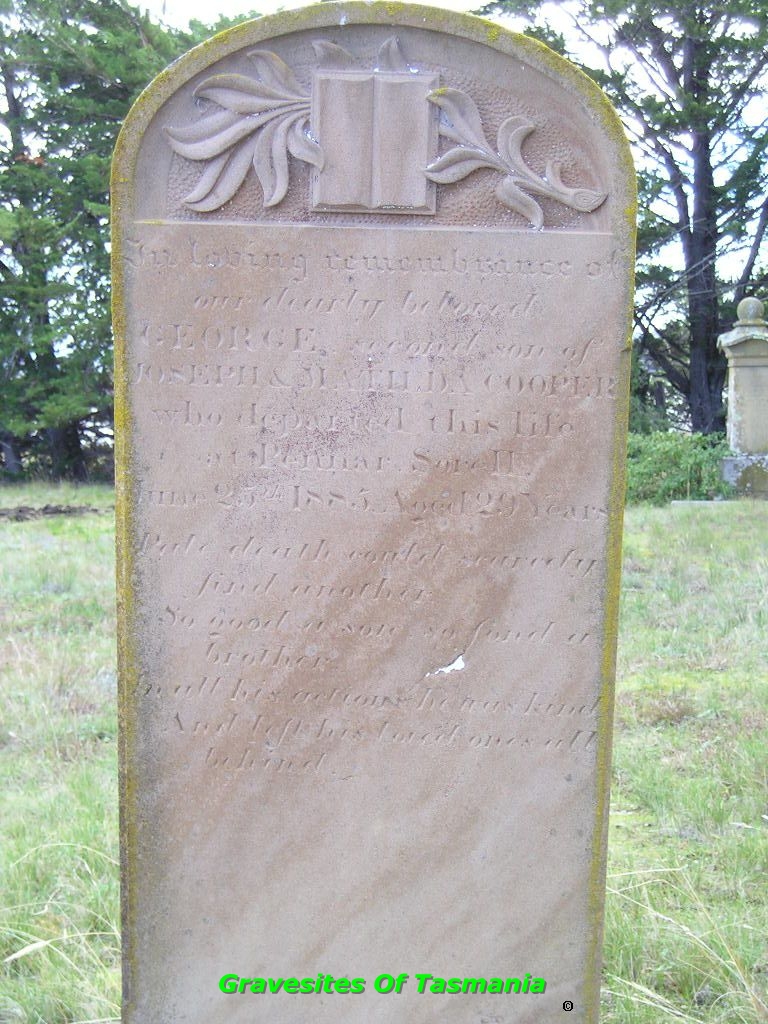 In loving remembrance of
our dearly beloved
GEORGE, second son of
JOSEPH & MATILDA COOPER
who departed this life
at Pennar, Sorell,
June 25th 1885. Aged 29 Years
Pale death could scarcely
find another
So good a son, so fond a
brother
In all his actions he was kind
And left his loved ones all
behind
Gravesites Of Tasmania
©